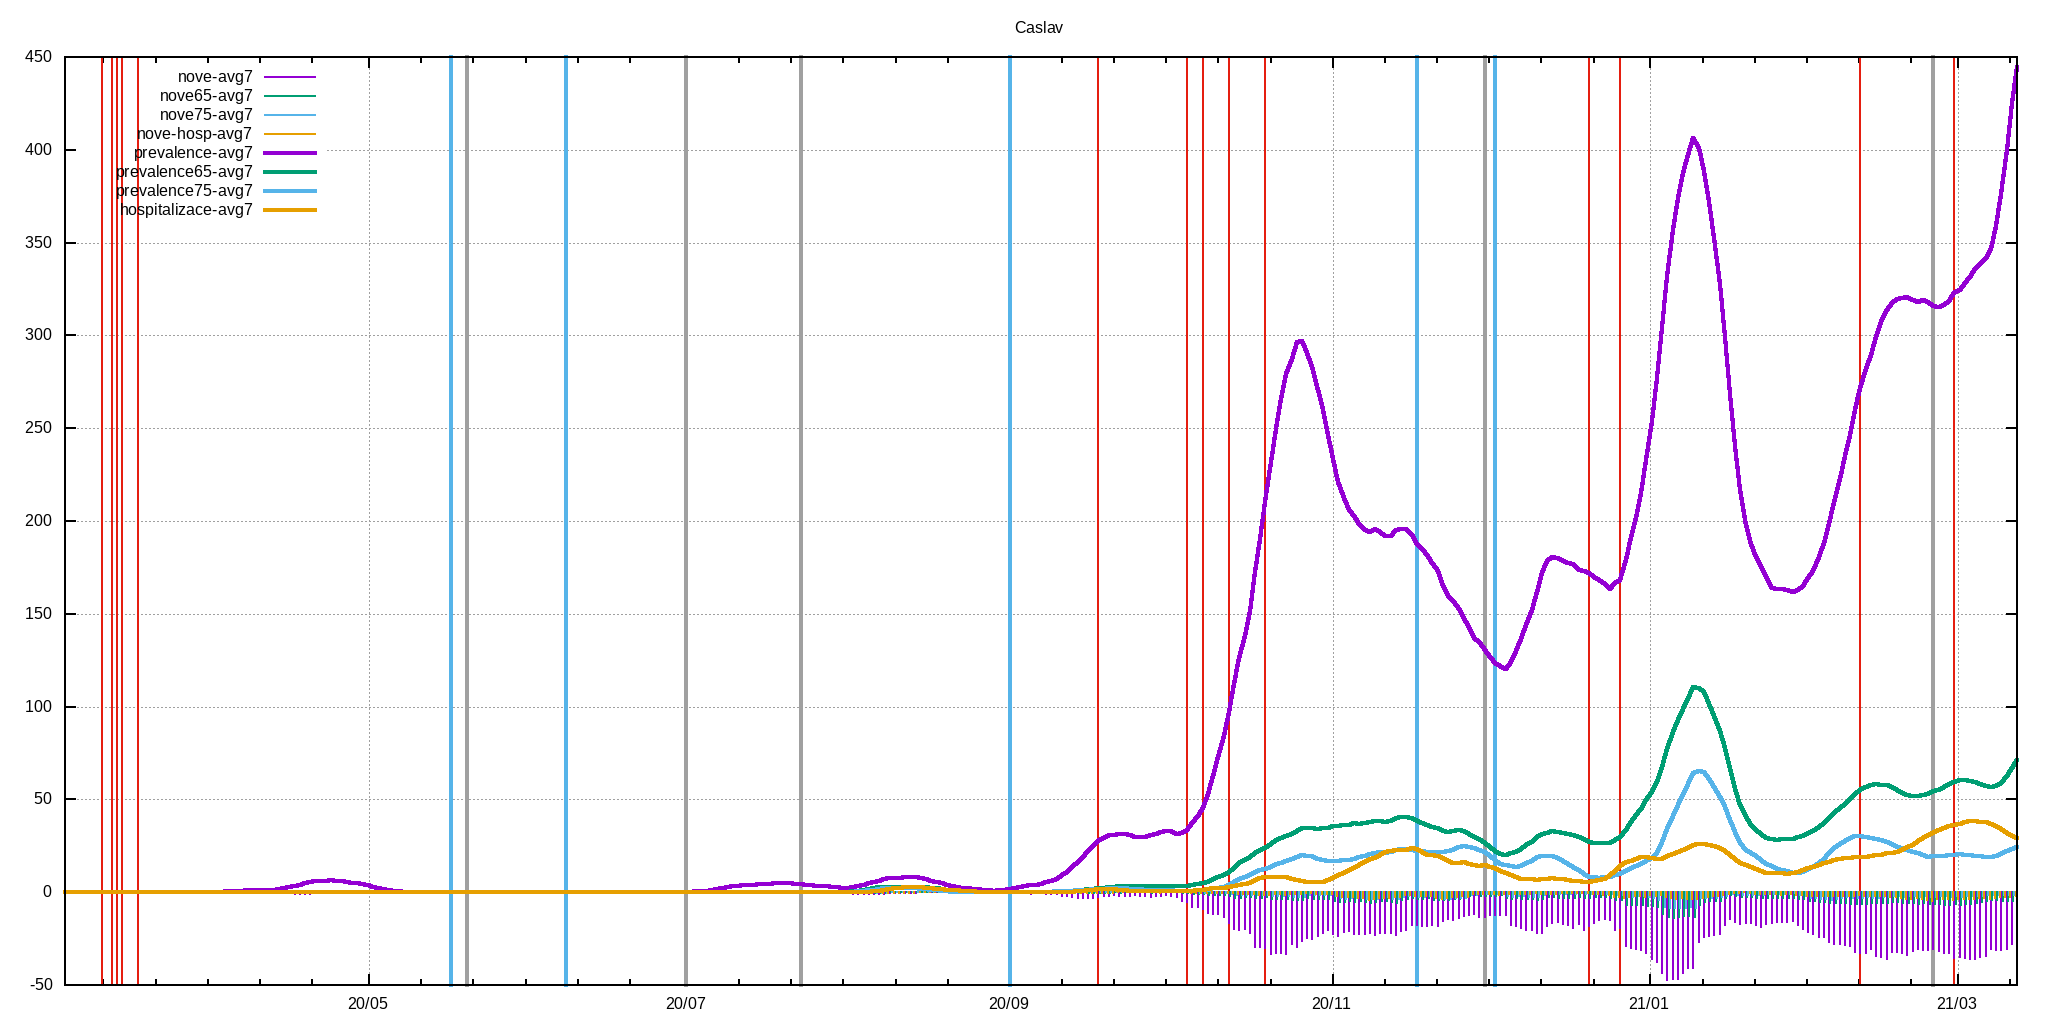 Caslav
450
400
350
300
250
200
150
100
50
0
-50
nove-avg7
nove65-avg7
nove75-avg7
nove-hosp-avg7
prevalence-avg7
prevalence65-avg7
prevalence75-avg7
hospitalizace-avg7
20/05 20/07 20/09 20/11 21/01 21/03